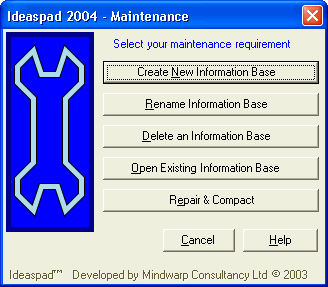 Ideaspad 2004 - Maintenance
Select your maintenance requirement
Create New Information Base
Rename Information Base
Delete an Information Base
Open Existing Information Base
Repair & Compact
Cancel Help
Ideaspad™ Developed by Mindwarp Consultancy Ltd © 2003